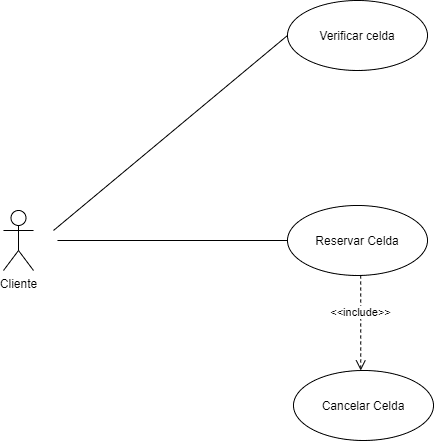 Verificar celda
Reservar Celda
Cliente
<<include>>
Cancelar Celda